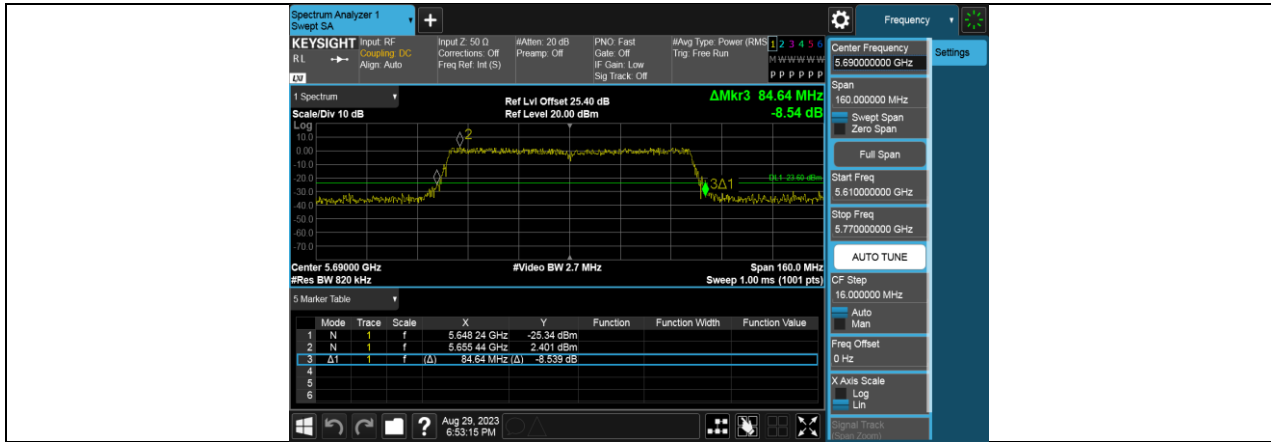 Spectrum Analyzer 1
Swept SA
+
Frequency
KEYSIGHT
RL
LXI
Input: RF
Coupling: DC
Align: Auto
Input Z: 50 Ω
Corrections: Off
Freq Ref: Int (S)
#Atten: 20 dB
Preamp: Off
PNO: Fast
Gate: Off
IF Gain: Low
Sig Track: Off
#Avg Type: Power (RMS
Trig: Free Run
1 2 3 4 5 6
M W W W W W
P P P P P P
1 Spectrum
Scale/Div 10 dB
Ref Lvl Offset 25.40 dB
Ref Level 20.00 dBm
ΔMkr3 84.64 MHz
-8.54 dB
Log
10.0
0.00
-10.0
-20.0
-30.0
-40.0
-50.0
-60.0
-70.0
2
3Δ1
DL1 -23.60 dBm
Center 5.69000 GHz
#Video BW 2.7 MHz
Span 160.0 MHz
#Res BW 820 kHz
Sweep 1.00 ms (1001 pts)
5 Marker Table
Mode Trace Scale X Y Function Function Width Function Value
1 N 1 f 5.648 24 GHz -25.34 dBm
2 N 1 f 5.655 44 GHz 2.401 dBm
3 Δ1 1 f (Δ) 84.64 MHz (Δ) -8.539 dB
4
5
6
?
Aug 29, 2023
6:53:15 PM
Center Frequency
5.690000000 GHz
Settings
Span
160.000000 MHz
Swept Span
Zero Span
Full Span
Start Freq
5.610000000 GHz
Stop Freq
5.770000000 GHz
AUTO TUNE
CF Step
16.000000 MHz
Auto
Man
Freq Offset
0 Hz
X Axis Scale
Log
Lin
Signal Track
(Span Zoom)